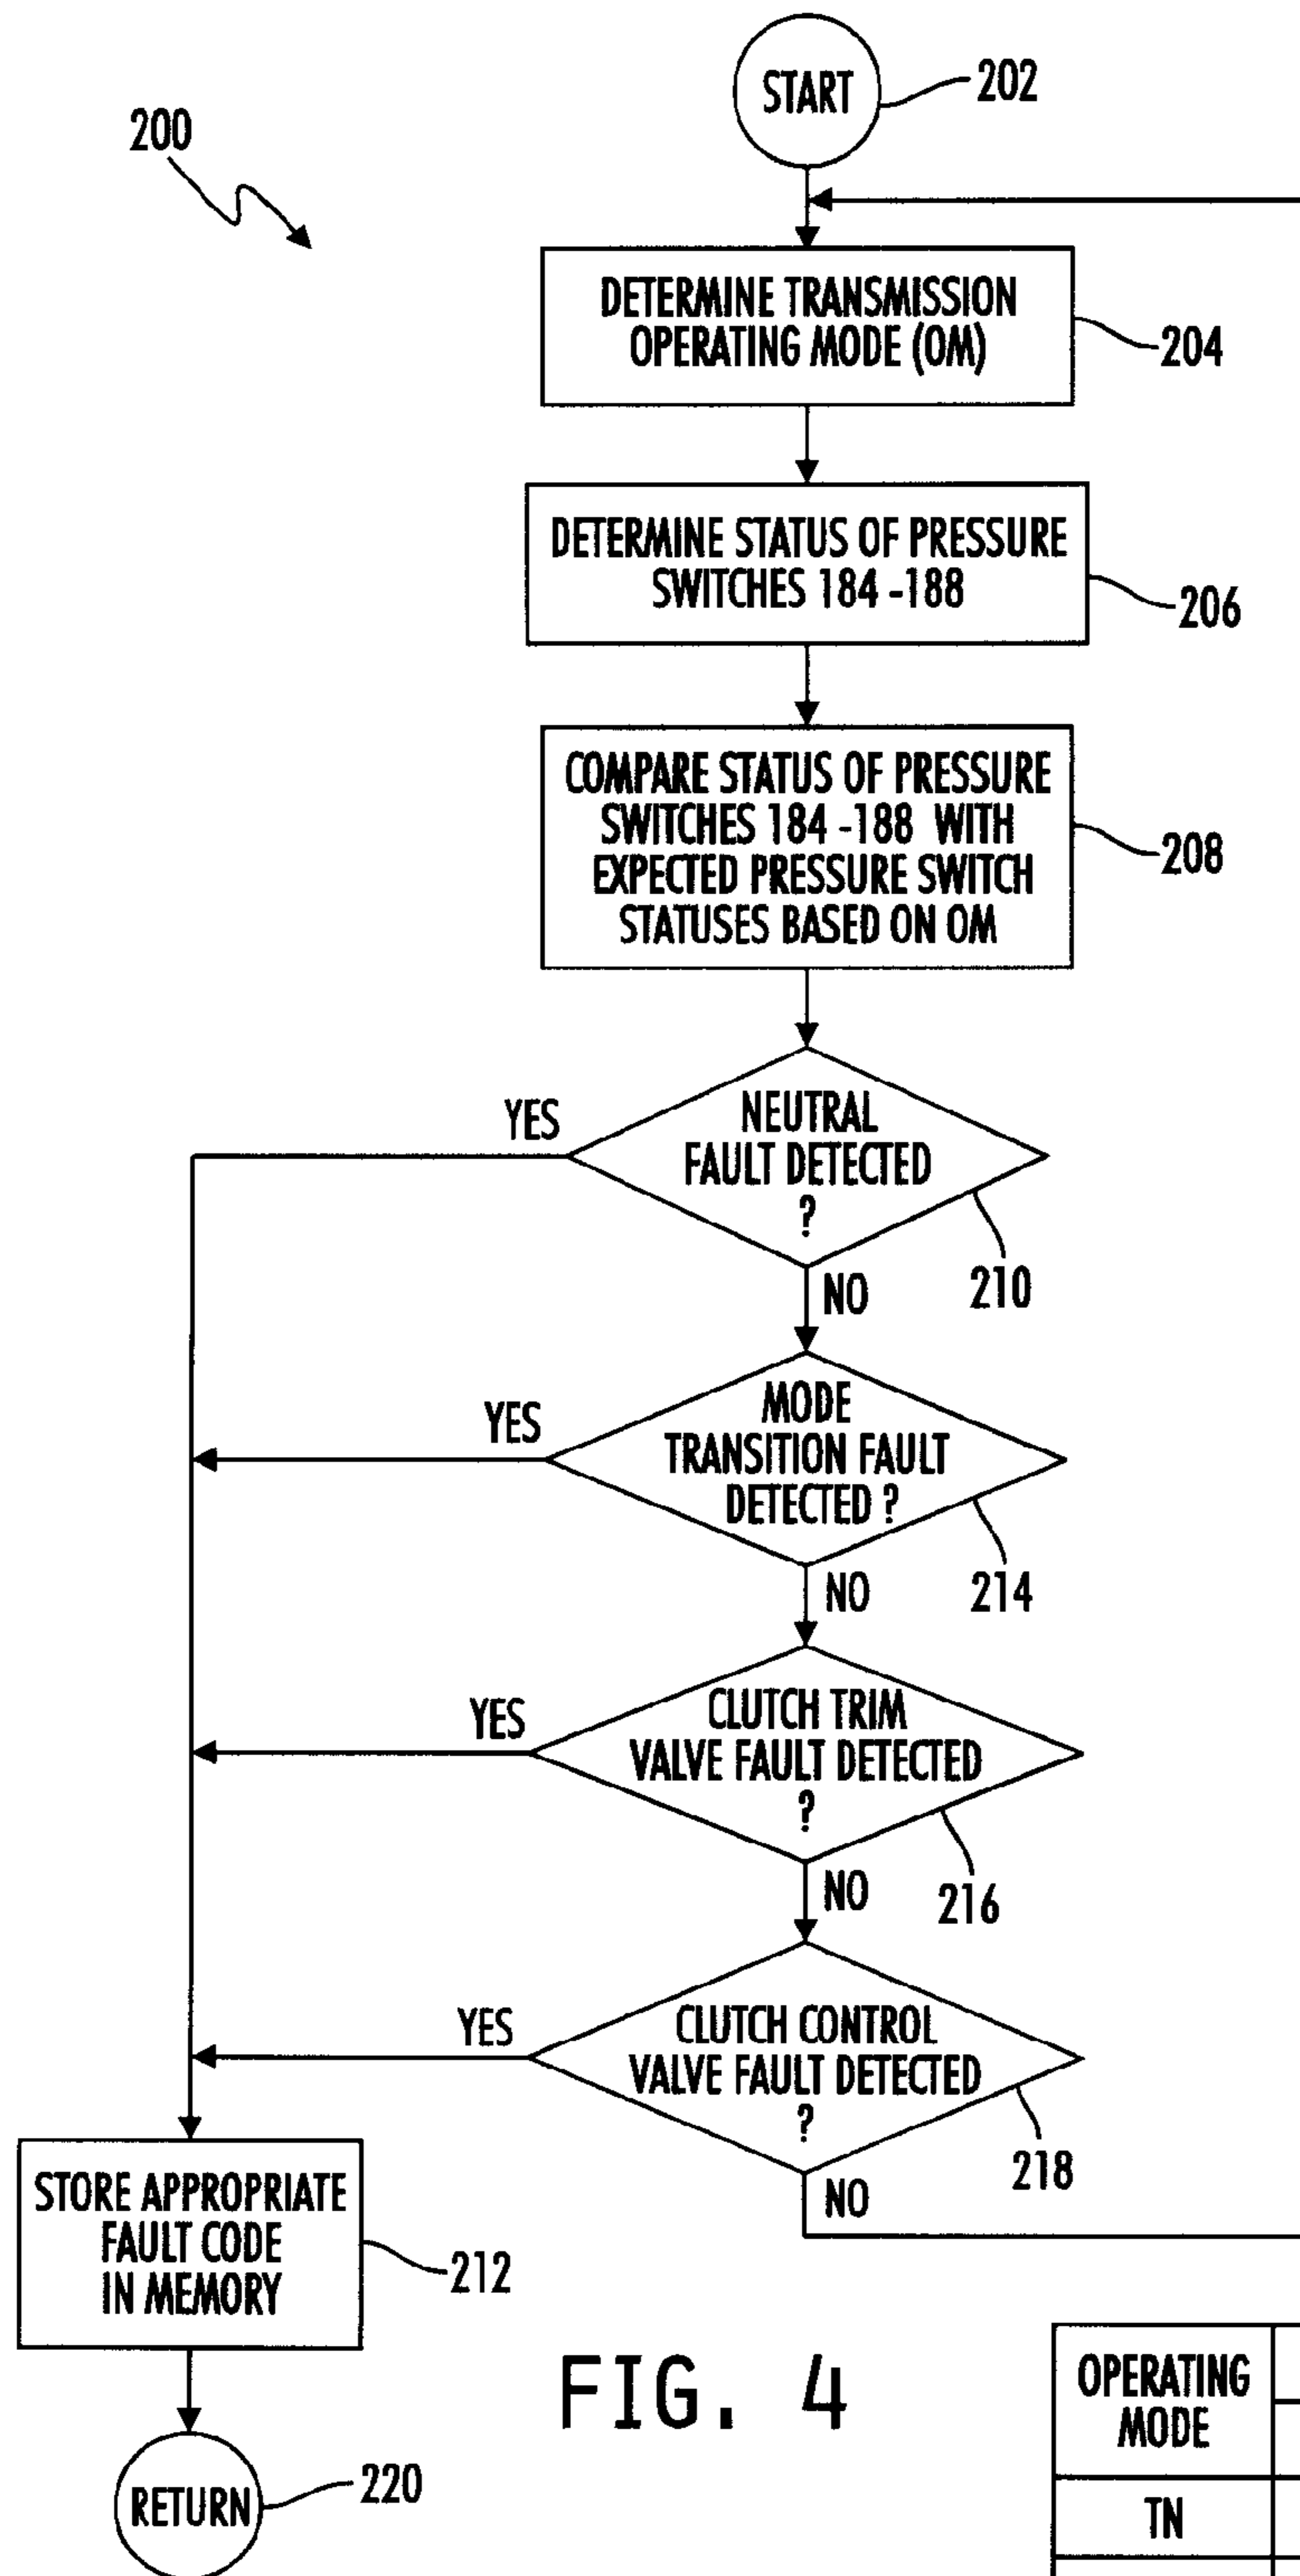 START
202
200
DETERMINE TRANSMISSION
OPERATING MODE (OM)
204
DETERMINE STATUS OF PRESSURE
SWITCHES 184 -188
206
COMPARE STATUS OF PRESSURE
SWITCHES 184 -188 WITH
EXPECTED PRESSURE SWITCH
STATUSES BASED ON OM
208
NEUTRAL
FAULT DETECTED
?
YES
210
NO
MODE
TRANSITION FAULT
DETECTED ?
YES
214
NO
CLUTCH TRIM
VALVE FAULT DETECTED
?
YES
216
NO
CLUTCH CONTROL
VALVE FAULT DETECTED
?
YES
218
NO
STORE APPROPRIATE
FAULT CODE
IN MEMORY
212
FIG. 4
RETURN
220
OPERATING
MODE
TN